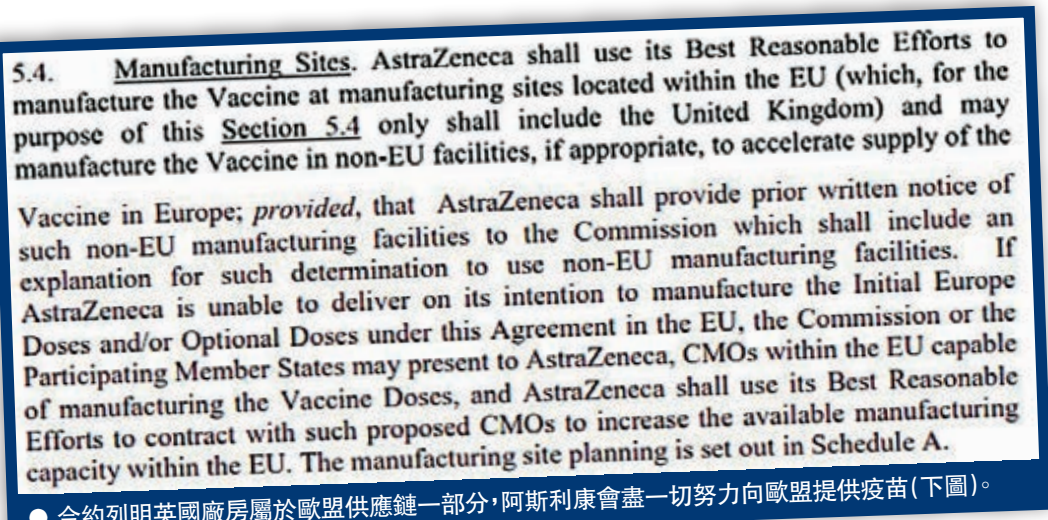 5.4. Manufacturing Sites. AstraZeneca shall use its Best Reasonable Efforts to
manufacture the Vaccine at manufacturing sites located within the EU (which, for the
purpose of this Section 5.4 only shall include the United Kingdom) and may
manufacture the Vaccine in non-EU facilities, if appropriate, to accelerate supply of the
Vaccine in Europe; provided, that AstraZeneca shall provide prior written notice of
such non-EU manufacturing facilities to the Commission which shall include an
explanation for such determination to use non-EU manufacturing facilities. If
AstraZeneca is unable to deliver on its intention to manufacture the Initial Europe
Doses and/or Optional Doses under this Agreement in the EU, the Commission or the
Participating Member States may present to AstraZeneca, CMOs within the EU capable
of manufacturing the Vaccine Doses, and AstraZeneca shall use its Best Reasonable
Efforts to contract with such proposed CMOs to increase the available manufacturing
capacity within the EU. The manufacturing site planning is set out in Schedule A.
● 合約列明英國廠房屬於歐盟供應鏈一部分，阿斯利康會盡一切努力向歐盟提供疫苗(下圖)。